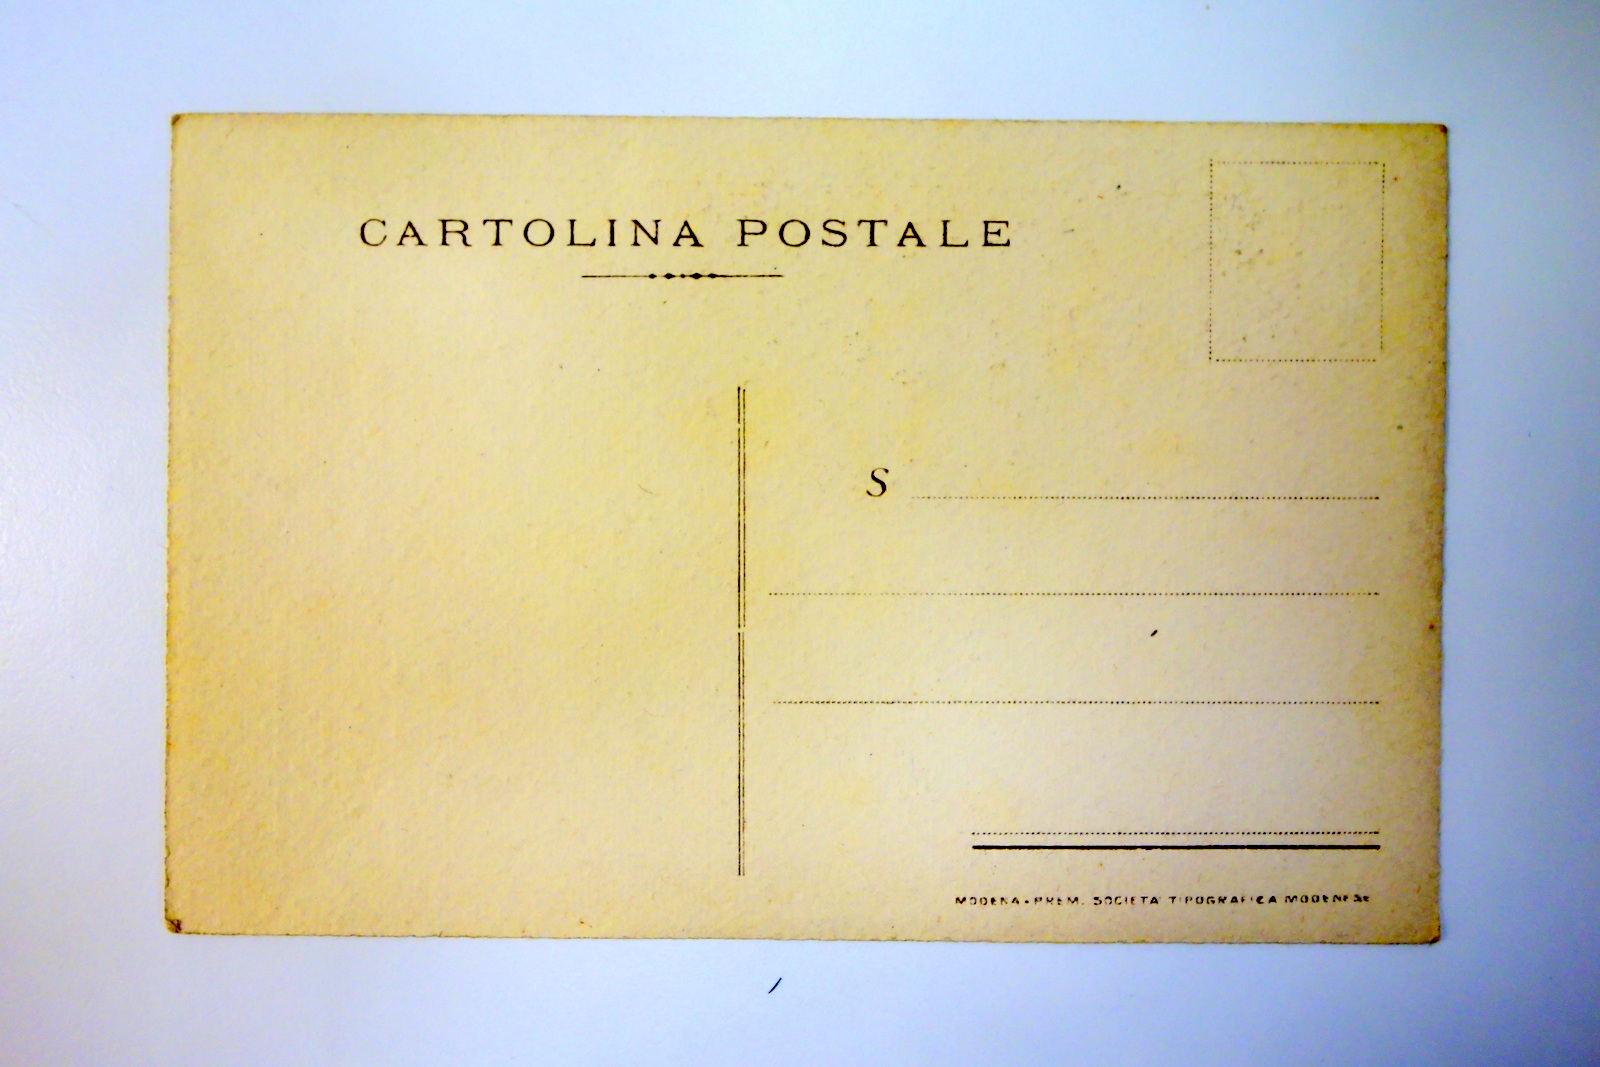 CARTOLINA POSTALE
S
MODENA - PREM. SOCIETA' TIPOGRAFICA MODENESE